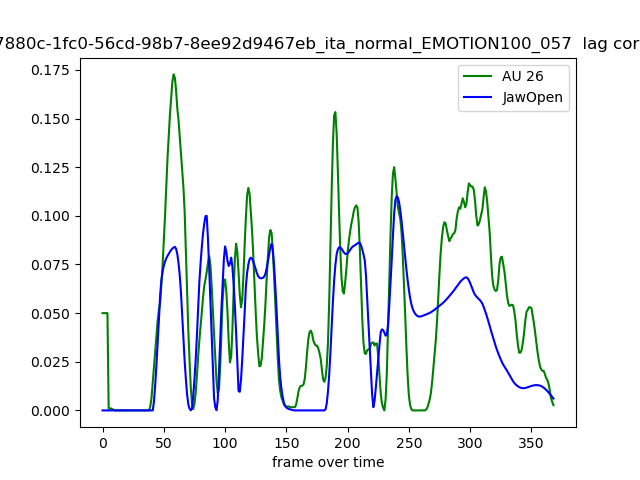 7880c-1fc0-56cd-98b7-8ee92d9467eb_ita_normal_EMOTION100_057 lag cor
AU 26
JawOpen
0.175
0.150
0.125
0.100
0.075
0.050
0.025
0.000
0 50 100 150 200 250 300 350
frame over time